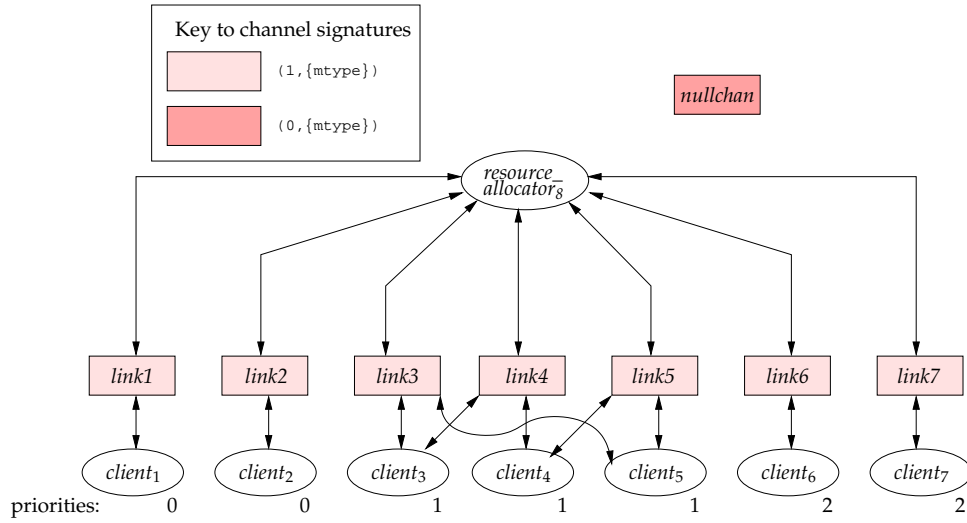 Key to channel signatures
(1,{mtype})
(0,{mtype})
nullchan
resource_
allocator_8
link1 link2 link3 link4 link5 link6 link7
client1 client2 client3 client4 client5 client6 client7
priorities: 0 0 1 1 1 2 2